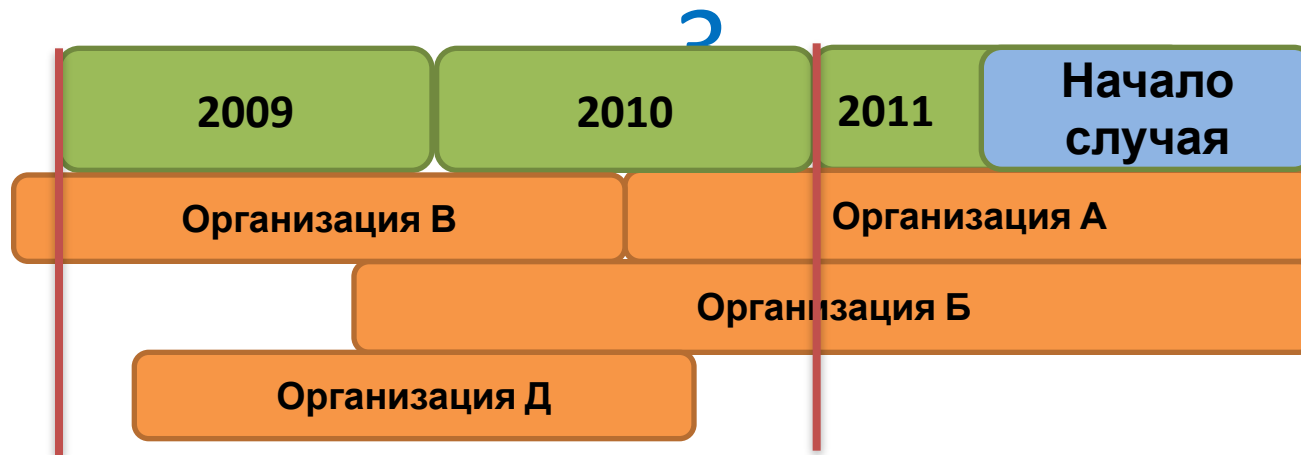 2009
2010
2011
Начало
случая
Организация В
Организация А
Организация Б
Организация Д